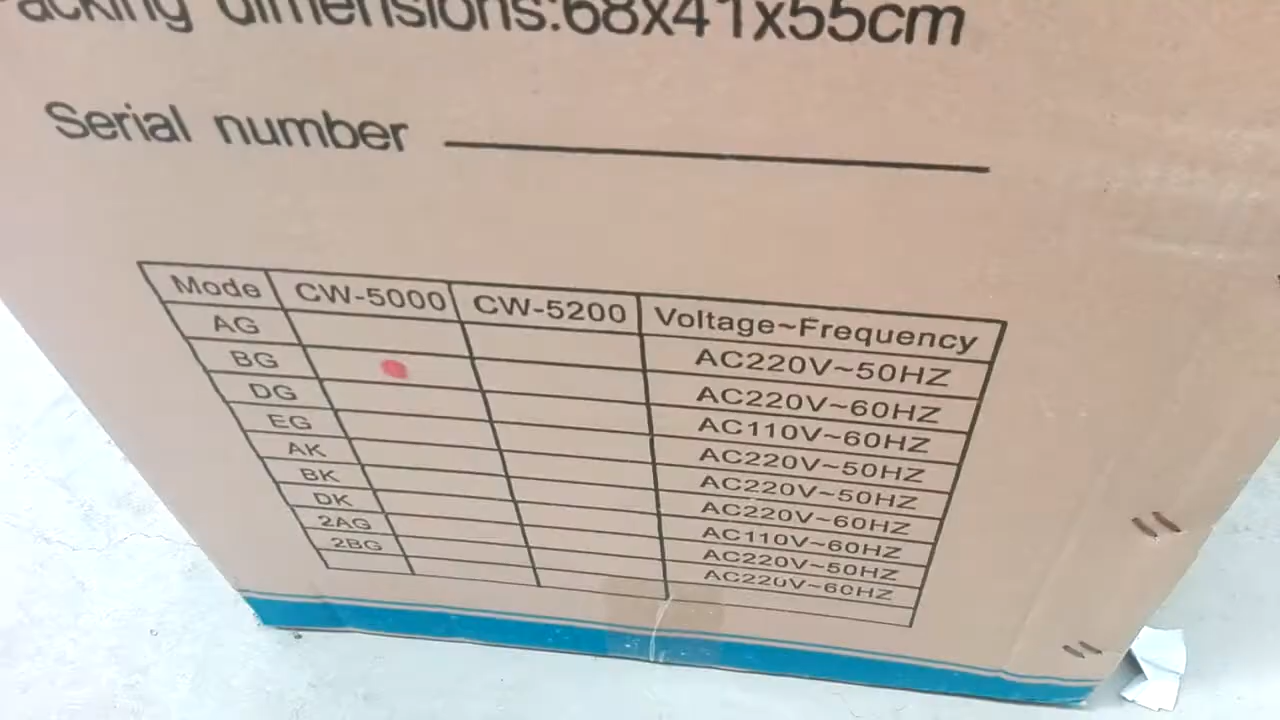 dimensions:68x41x55cm
Serial number
Mode CW-5000 CW-5200 Voltage~Frequency
AG AC220V~50HZ
BG AC220V~60HZ
DG AC110V~60HZ
EG AC220V~50HZ
AK AC220V~50HZ
BK AC220V~60HZ
DK AC110V~60HZ
2AG AC220V~50HZ
2BG AC220V~60HZ